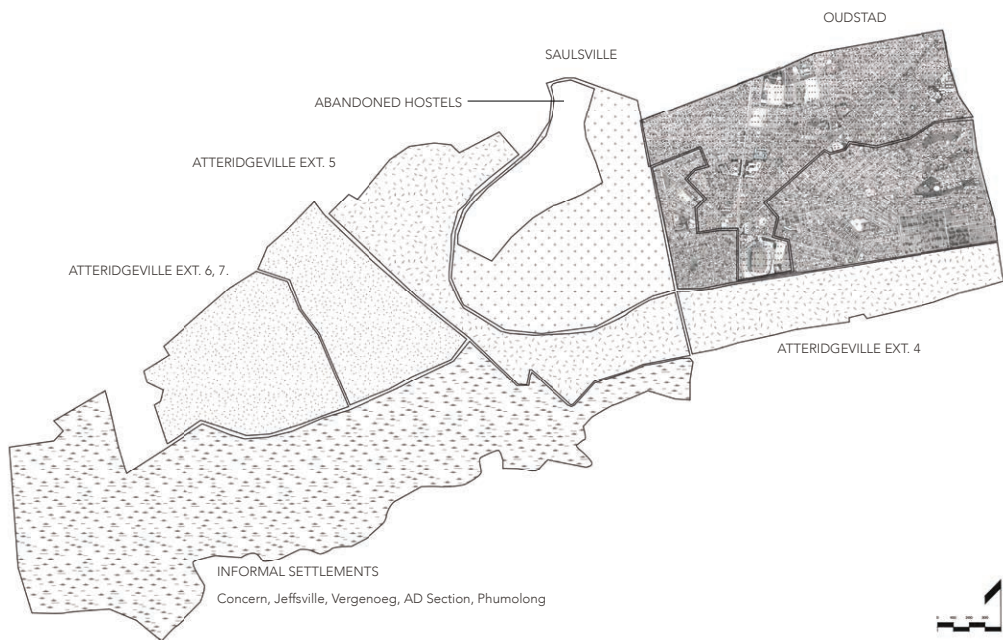 OUDSTAD
SAULSVILLE
ABANDONED HOSTELS
ATTERIDGEVILLE EXT. 5
ATTERIDGEVILLE EXT. 6, 7.
ATTERIDGEVILLE EXT. 4
INFORMAL SETTLEMENTS
Concern, Jeffsville, Vergenoeg, AD Section, Phumolong